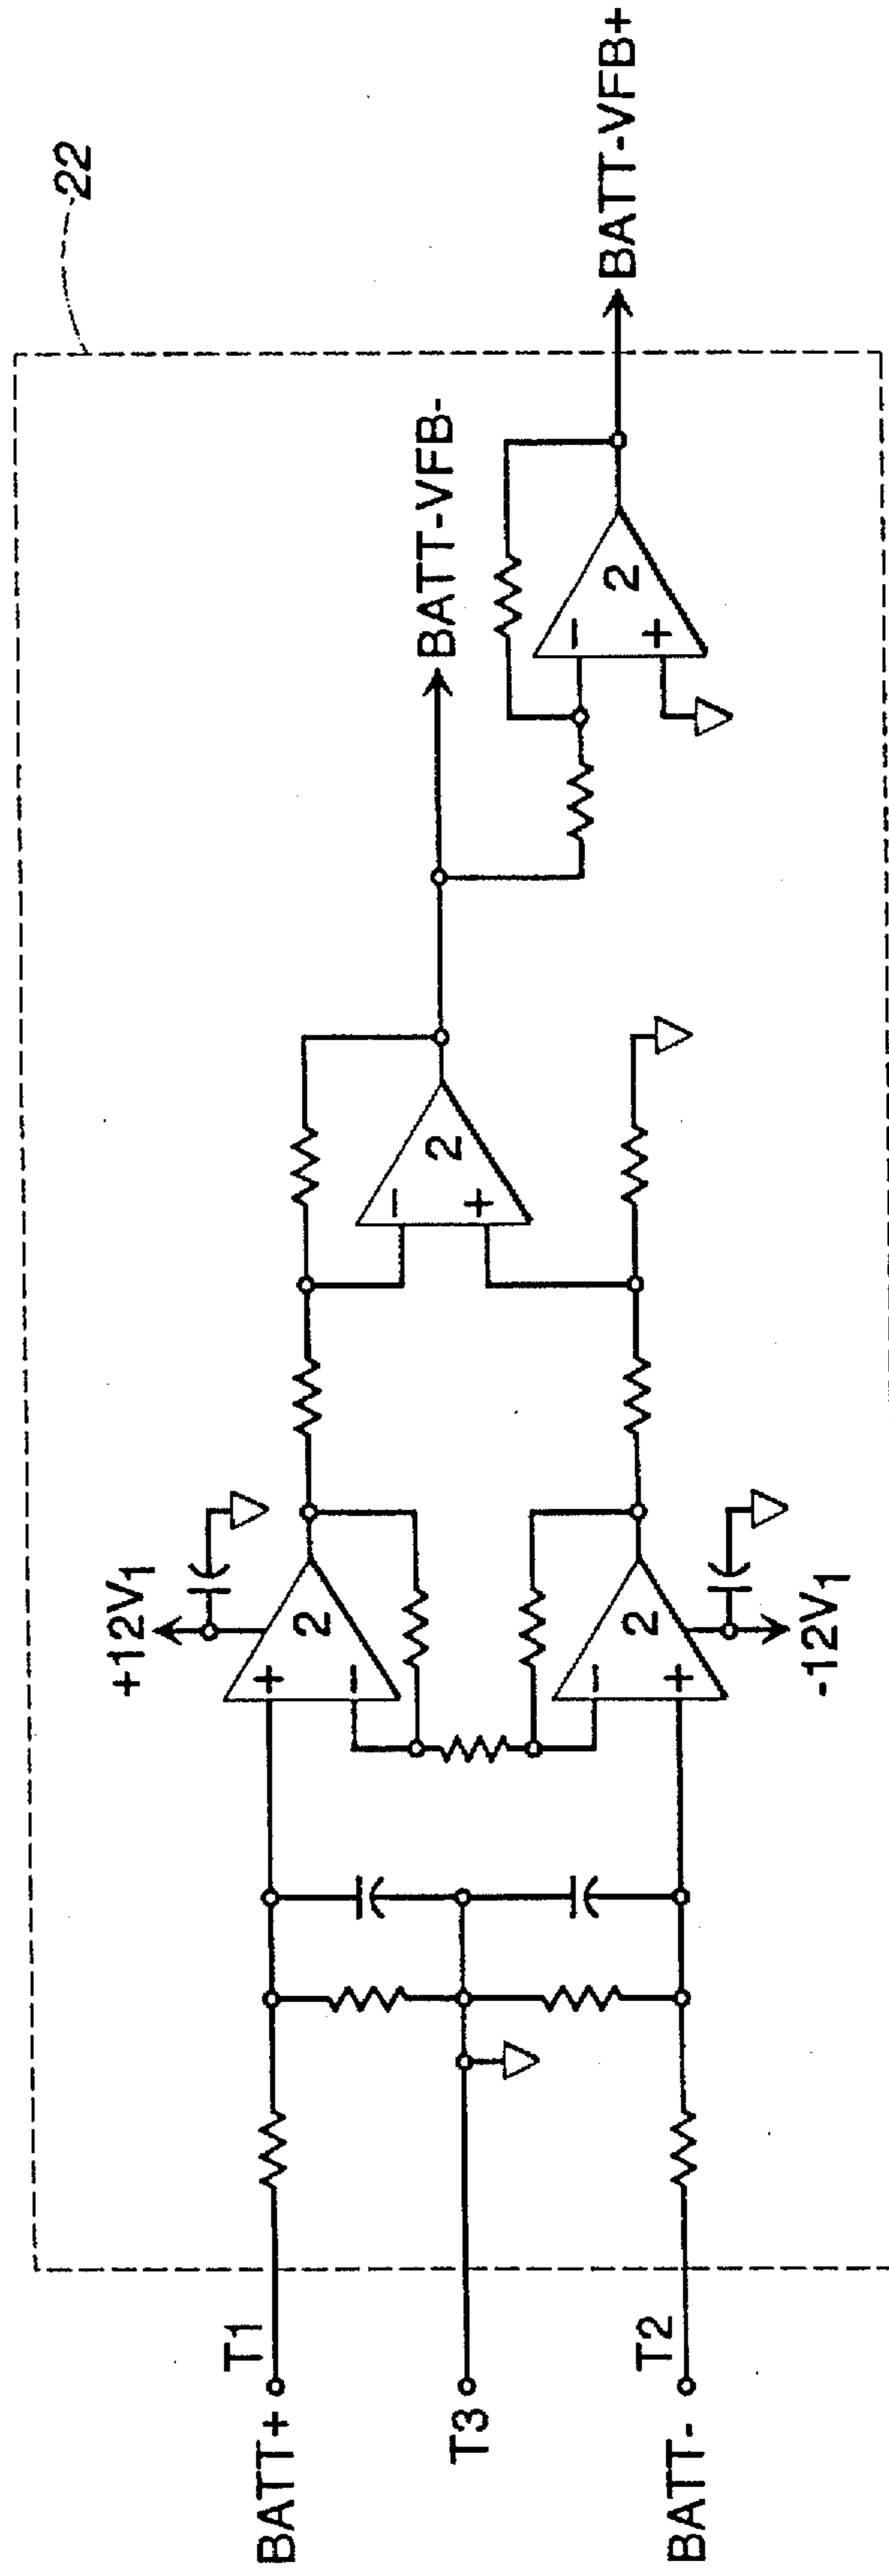 22
BATT+
T1
T3
BATT-
T2
+12V1
+
-
2
-
+
2
-12V1
-
+
2
BATT-VFB-
-
+
2
BATT-VFB+